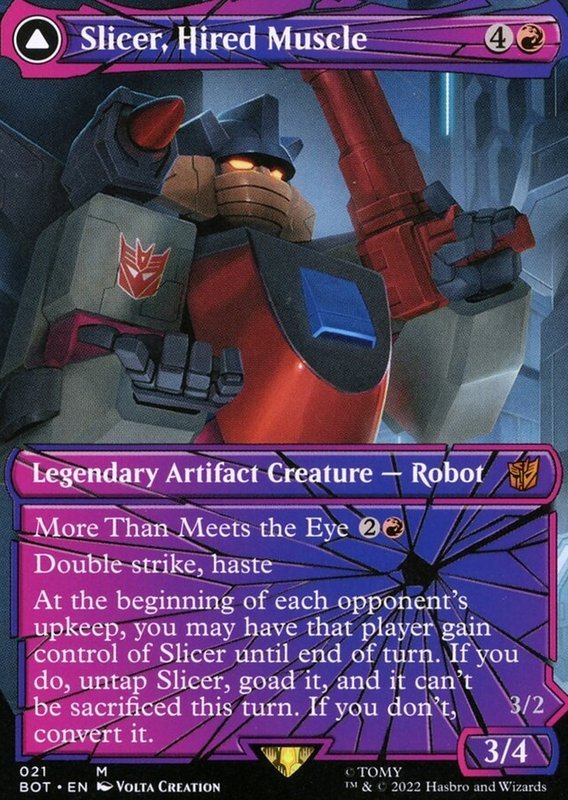 Slicer, Hired Muscle 4
Legendary Artifact Creature — Robot
More Than Meets the Eye 2
Double strike, haste
At the beginning of each opponent's
upkeep, you may have that player gain
control of Slicer until end of turn. If you
do, untap Slicer, goad it, and it can't
be sacrificed this turn. If you don't,
convert it.
3/2
3/4
021 M
BOT • EN VOLTA CREATION
© TOMY
™ & © 2022 Hasbro and Wizards